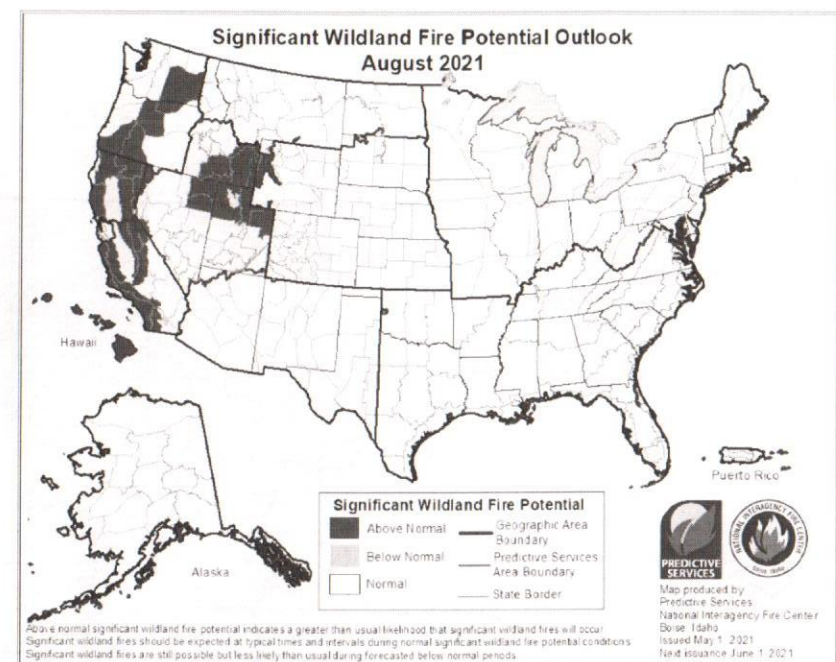 Significant Wildland Fire Potential Outlook
August 2021
Hawaii
Alaska
Puerto Rico
Significant Wildland Fire Potential
Above Normal
Below Normal
Normal
Geographic Area
Boundary
Predictive Services
Area Boundary
State Border
PREDICTIVE
SERVICES
NATIONAL INTERAGENCY FIRE CENTER
Boise, Idaho
Map produced by
Predictive Services,
National Interagency Fire Center
Boise, Idaho
Issued May 1, 2021
Next issuance June 1, 2021
Above normal significant wildland fire potential indicates a greater than usual likelihood that significant wildland fires will occur
Significant wildland fires should be expected at typical times and intervals during normal significant wildland fire potential conditions
Significant wildland fires are still possible but less likely than usual during forecasted below normal periods